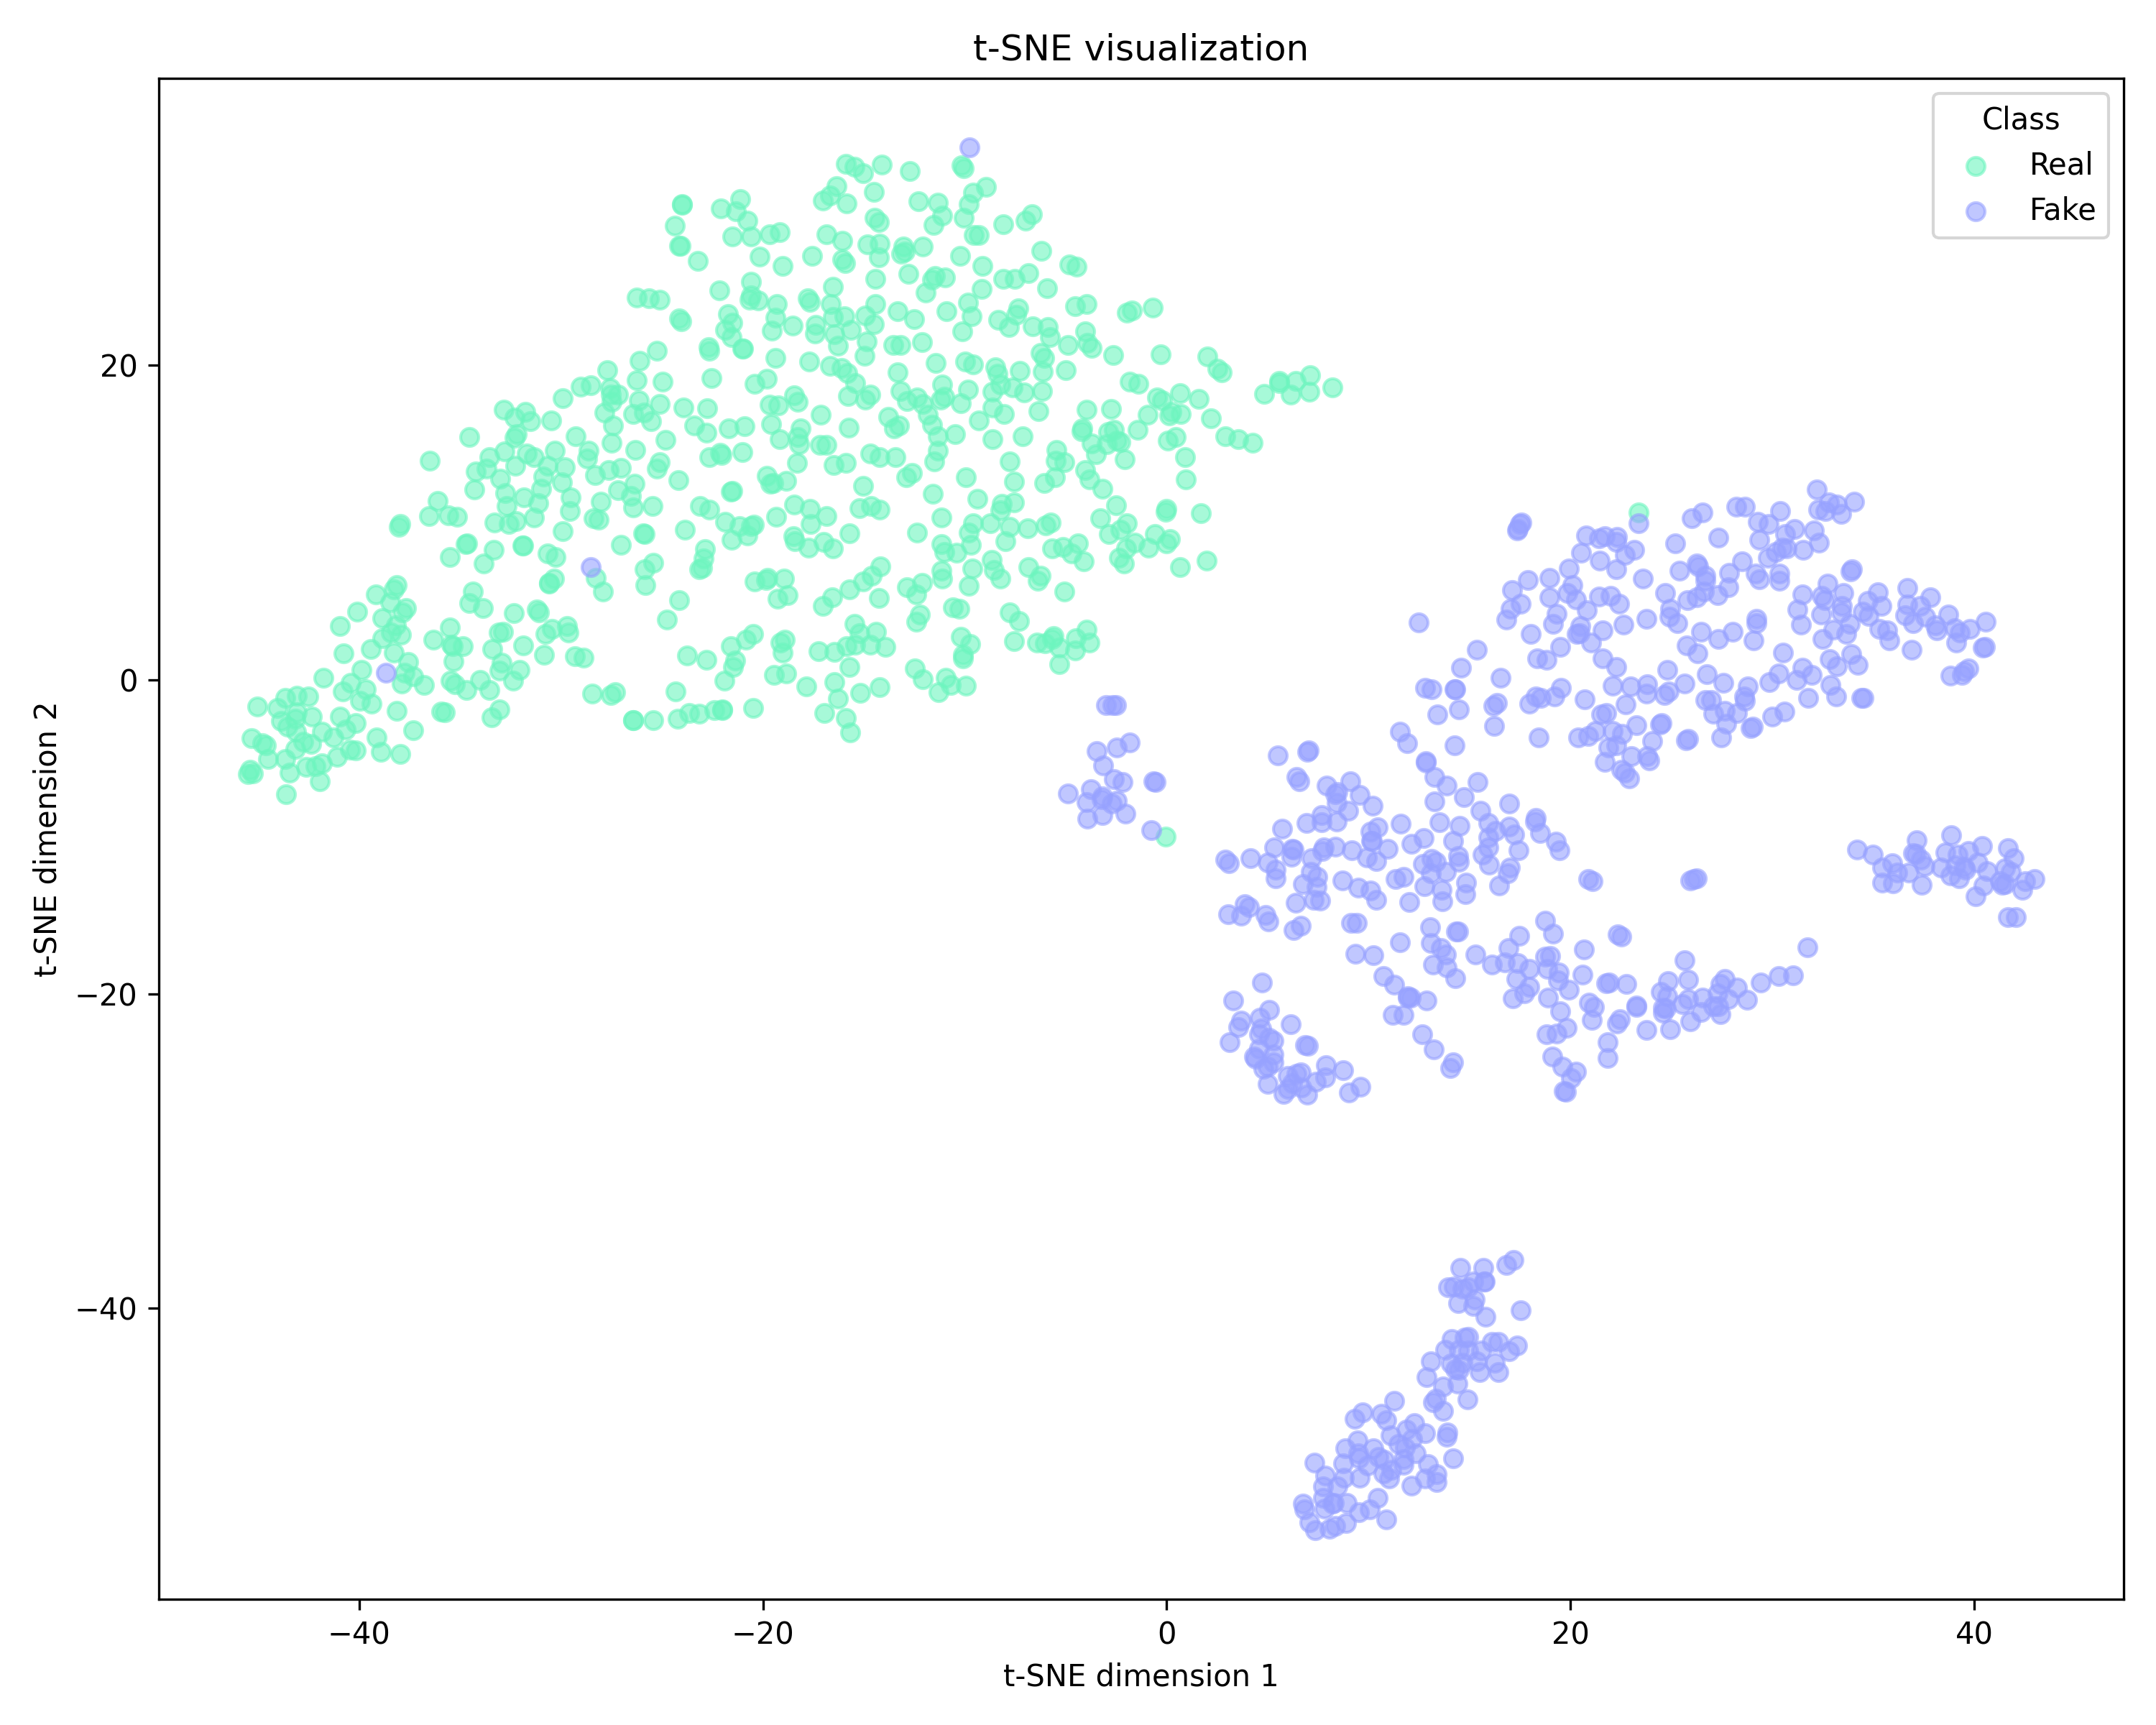 t-SNE visualization
Class
Real
Fake
t-SNE dimension 2
20
0
−20
−40
−40
−20
0
20
40
t-SNE dimension 1